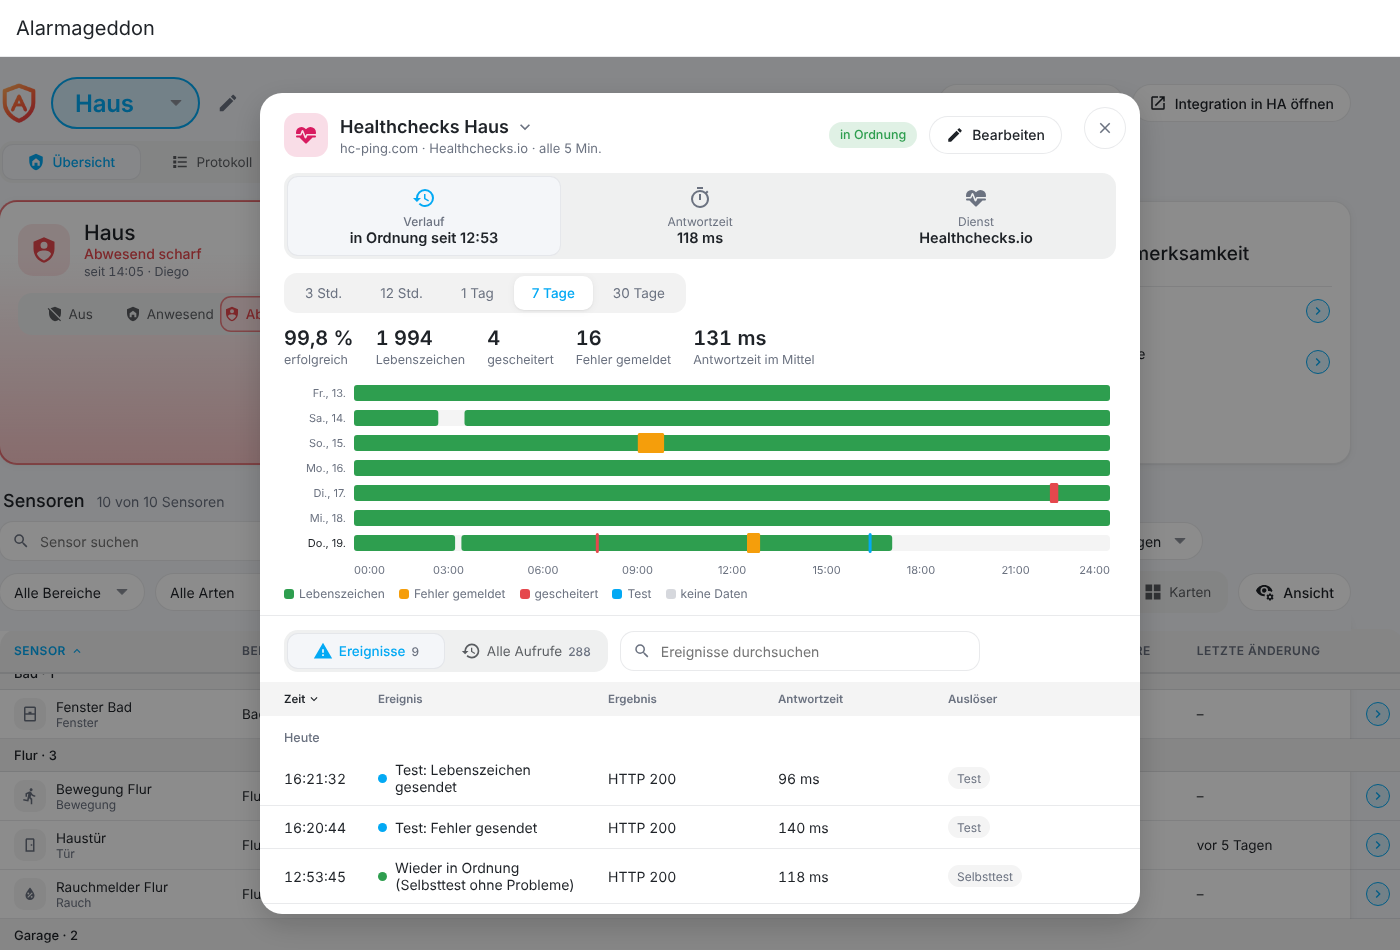 Alarmageddon
Haus
Integration in HA öffnen
Übersicht
Protokoll
Haus
Abwesend scharf
seit 14:05 · Diego
Aus
Anwesend
Healthchecks Haus
hc-ping.com · Healthchecks.io · alle 5 Min.
in Ordnung
Bearbeiten
Verlauf
in Ordnung seit 12:53
Antwortzeit
118 ms
Dienst
Healthchecks.io
3 Std.
12 Std.
1 Tag
7 Tage
30 Tage
99,8 %
erfolgreich
1 994
Lebenszeichen
4
gescheitert
16
Fehler gemeldet
131 ms
Antwortzeit im Mittel
Fr., 13.
Sa., 14.
So., 15.
Mo., 16.
Di., 17.
Mi., 18.
Do., 19.
00:00 03:00 06:00 09:00 12:00 15:00 18:00 21:00 24:00
Lebenszeichen Fehler gemeldet gescheitert Test keine Daten
Ereignisse 9
Alle Aufrufe 288
Ereignisse durchsuchen
Zeit Ereignis Ergebnis Antwortzeit Auslöser
Heute
16:21:32 Test: Lebenszeichen gesendet HTTP 200 96 ms Test
16:20:44 Test: Fehler gesendet HTTP 200 140 ms Test
12:53:45 Wieder in Ordnung (Selbsttest ohne Probleme) HTTP 200 118 ms Selbsttest
Sensoren 10 von 10 Sensoren
Sensor suchen
Alle Bereiche
Alle Arten
Karten
Ansicht
SENSOR
LETZTE ÄNDERUNG
Bad · 1
Fenster Bad
Fenster
–
Flur · 3
Bewegung Flur
Bewegung
–
Haustür
Tür
vor 5 Tagen
Rauchmelder Flur
Rauch
–
Garage · 2